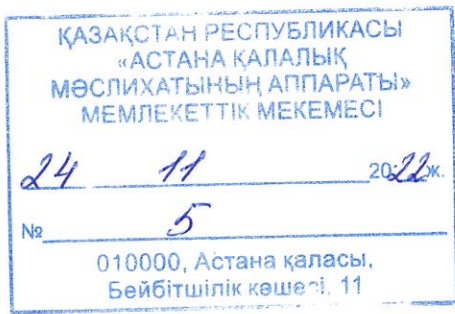 ҚАЗАҚСТАН РЕСПУБЛИКАСЫ
«АСТАНА ҚАЛАЛЫҚ
МӘСЛИХАТЫНЫҢ АППАРАТЫ»
МЕМЛЕКЕТТІК МЕКЕМЕСІ
24 11 2022ж.
№ 5
010000, Астана қаласы,
Бейбітшілік көшесі, 11